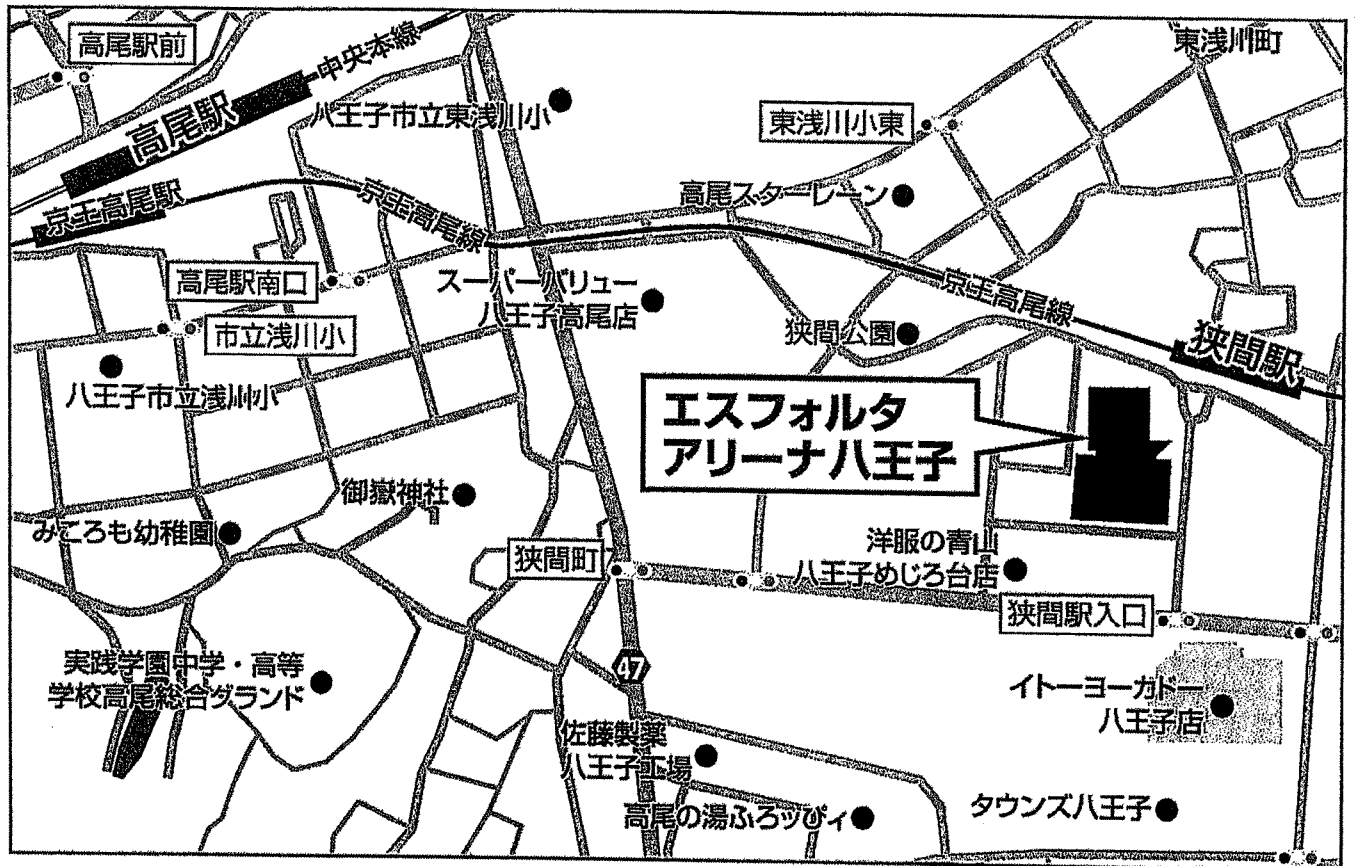 高尾駅前
中央本線
東浅川町
高尾駅
八王子市立東浅川小
東浅川小東
京王高尾駅
京王高尾線
高尾スターレーン
高尾駅南口
スーパーバリュー
八王子高尾店
京王高尾線
市立浅川小
狭間公園
狭間駅
八王子市立浅川小
エスフォルタ
アリーナ八王子
御嶽神社
みころも幼稚園
狭間町
洋服の青山
八王子めじろ台店
狭間駅入口
実践学園中学・高等
学校高尾総合グランド
47
イトーヨーカドー
八王子店
佐藤製薬
八王子工場
高尾の湯ふろッぴィ
タウンズ八王子